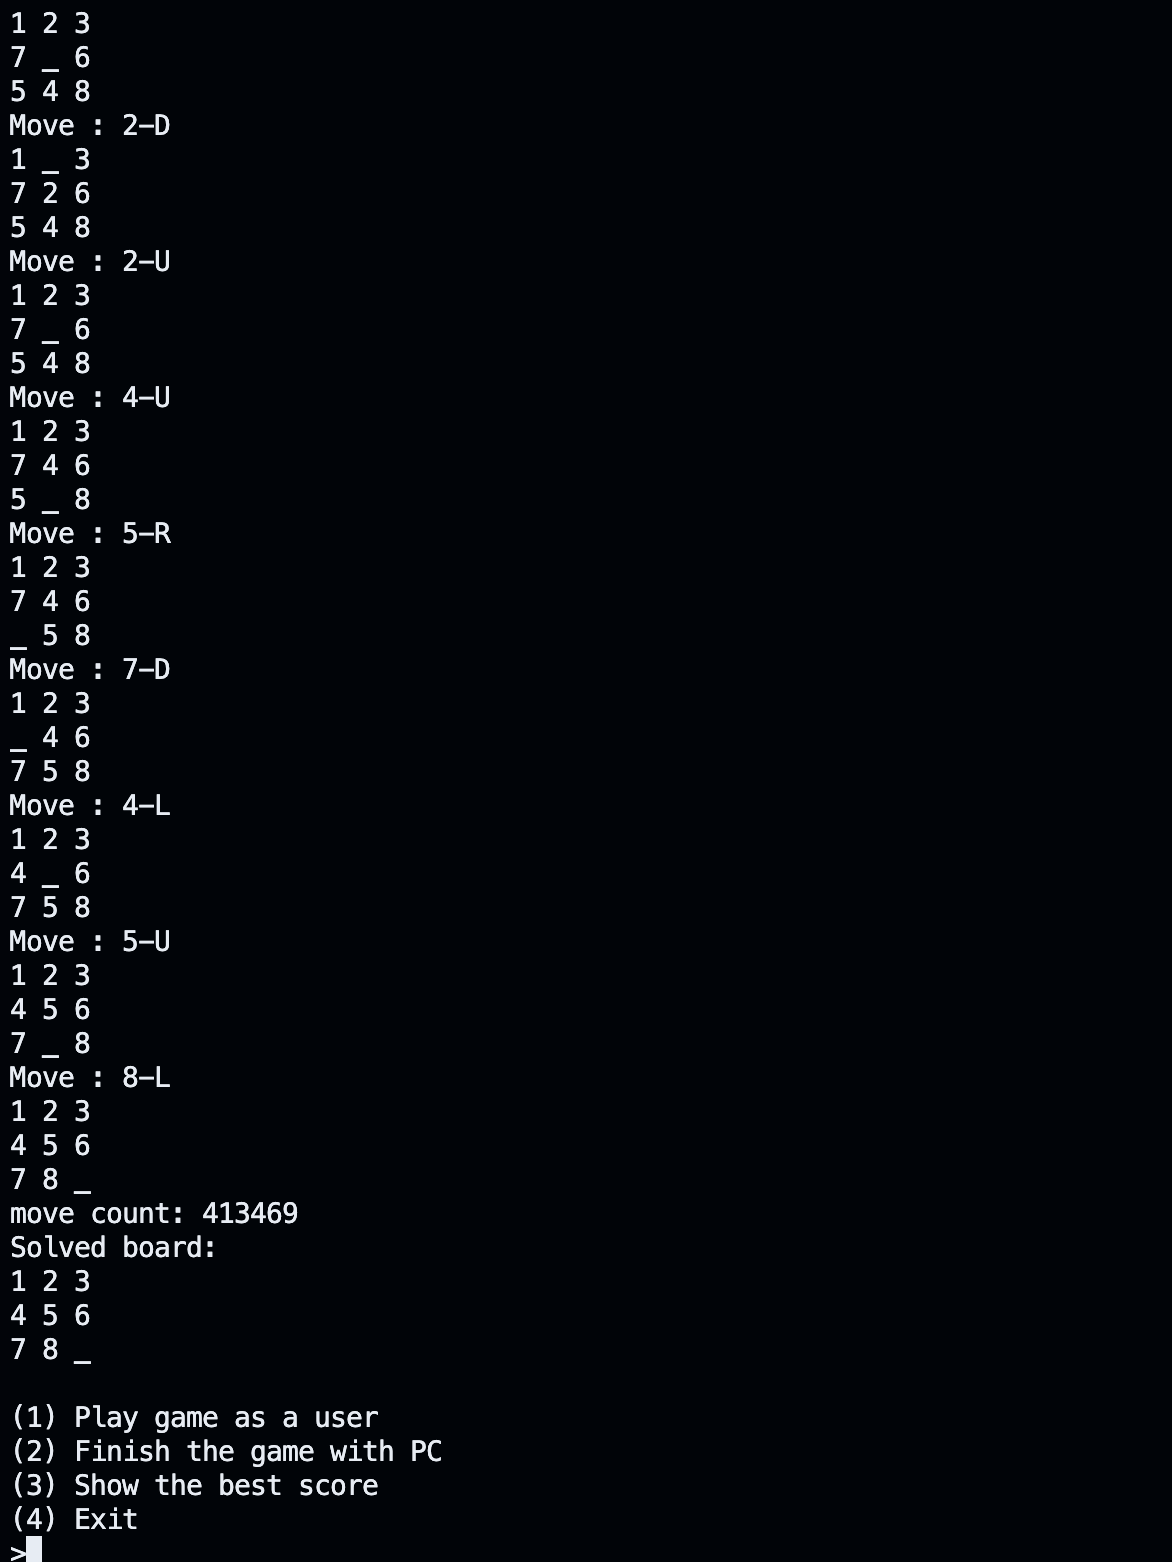 1 2 3
7 _ 6
5 4 8
Move : 2-D
1 _ 3
7 2 6
5 4 8
Move : 2-U
1 2 3
7 _ 6
5 4 8
Move : 4-U
1 2 3
7 4 6
5 _ 8
Move : 5-R
1 2 3
7 4 6
_ 5 8
Move : 7-D
1 2 3
_ 4 6
7 5 8
Move : 4-L
1 2 3
4 _ 6
7 5 8
Move : 5-U
1 2 3
4 5 6
7 _ 8
Move : 8-L
1 2 3
4 5 6
7 8 _
move count: 413469
Solved board:
1 2 3
4 5 6
7 8 _
(1) Play game as a user
(2) Finish the game with PC
(3) Show the best score
(4) Exit
>